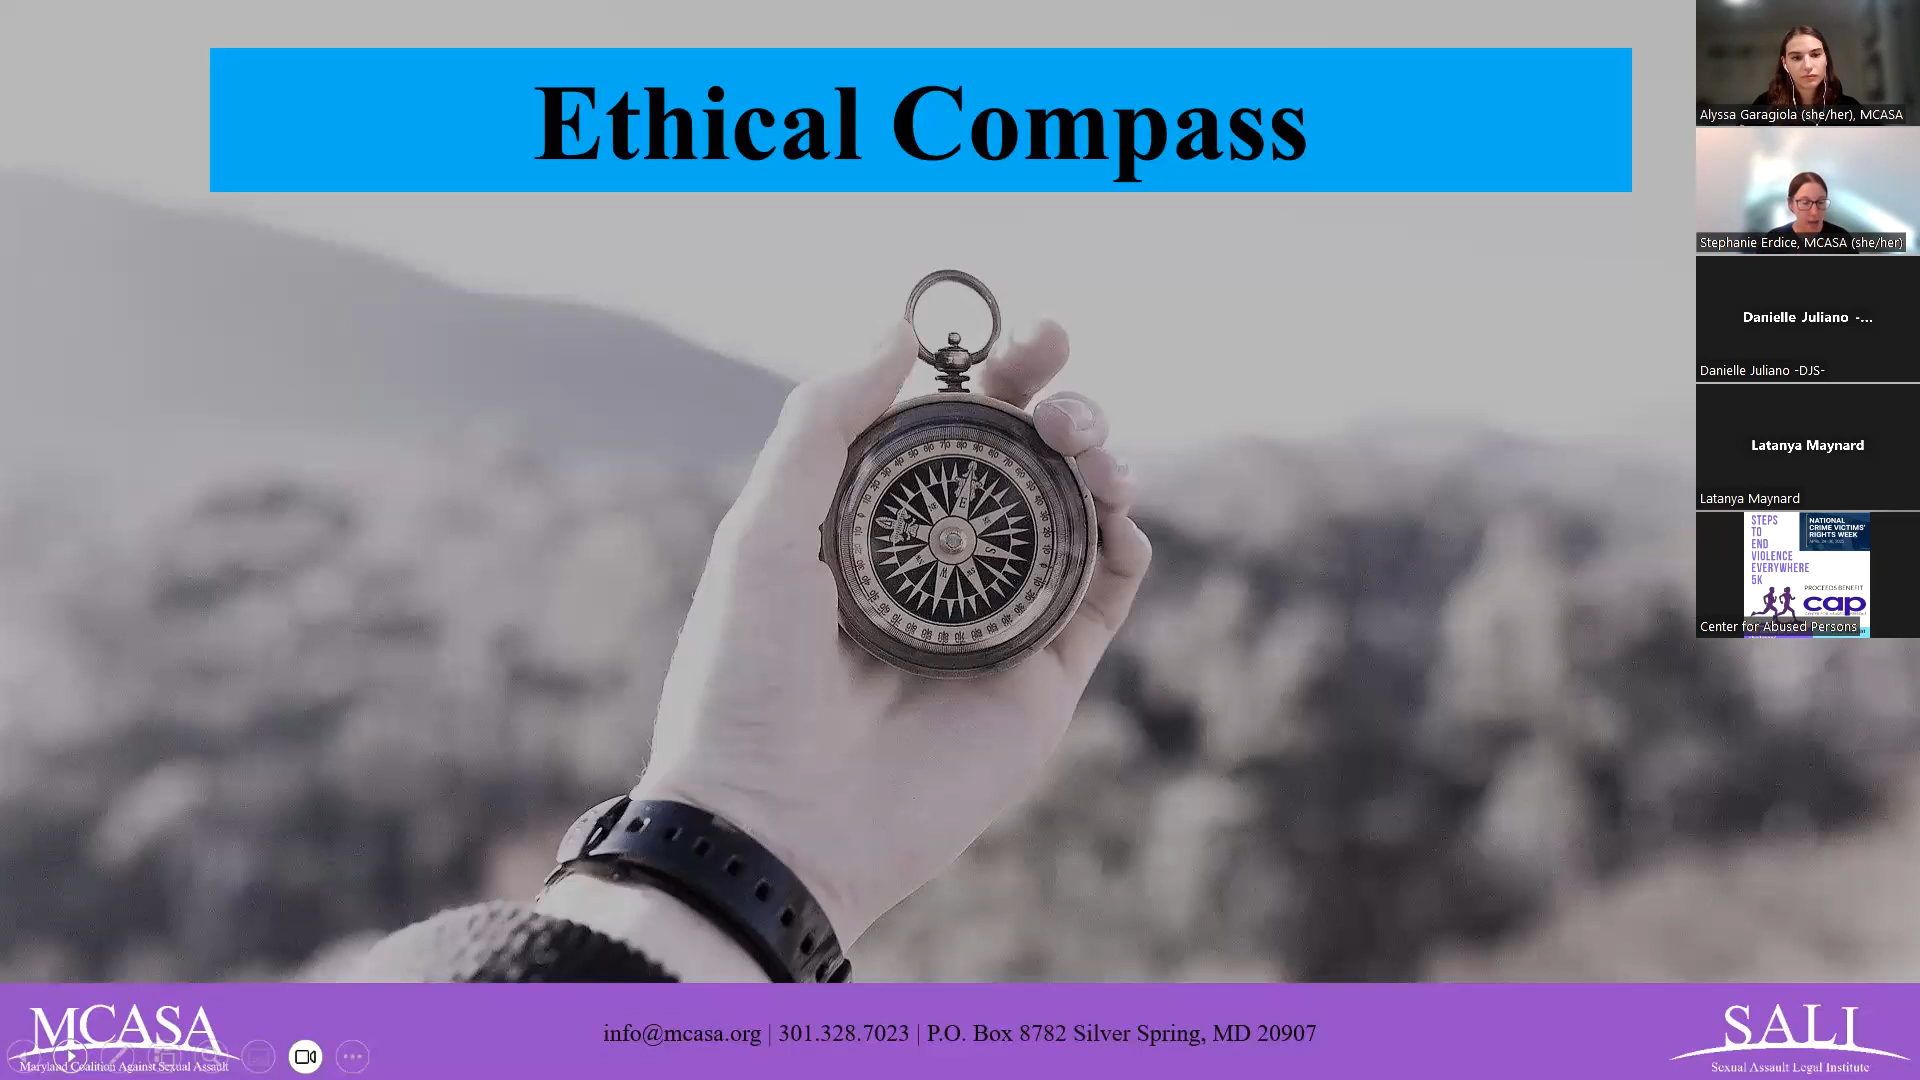 Ethical Compass
Alyssa Garagiola (she/her), MCASA
Stephanie Erdice, MCASA (she/her)
Danielle Juliano -...
Danielle Juliano -DJS-
Latanya Maynard
Latanya Maynard
STEPS
TO
END
VIOLENCE
EVERYWHERE
5K
NATIONAL
CRIME VICTIMS'
RIGHTS WEEK
PROCEEDS BENEFIT
cap
Center for Abused Persons
E
S
W
MCASA
Maryland Coalition Against Sexual Assault
info@mcasa.org | 301.328.7023 | P.O. Box 8782 Silver Spring, MD 20907
SALI
Sexual Assault Legal Institute